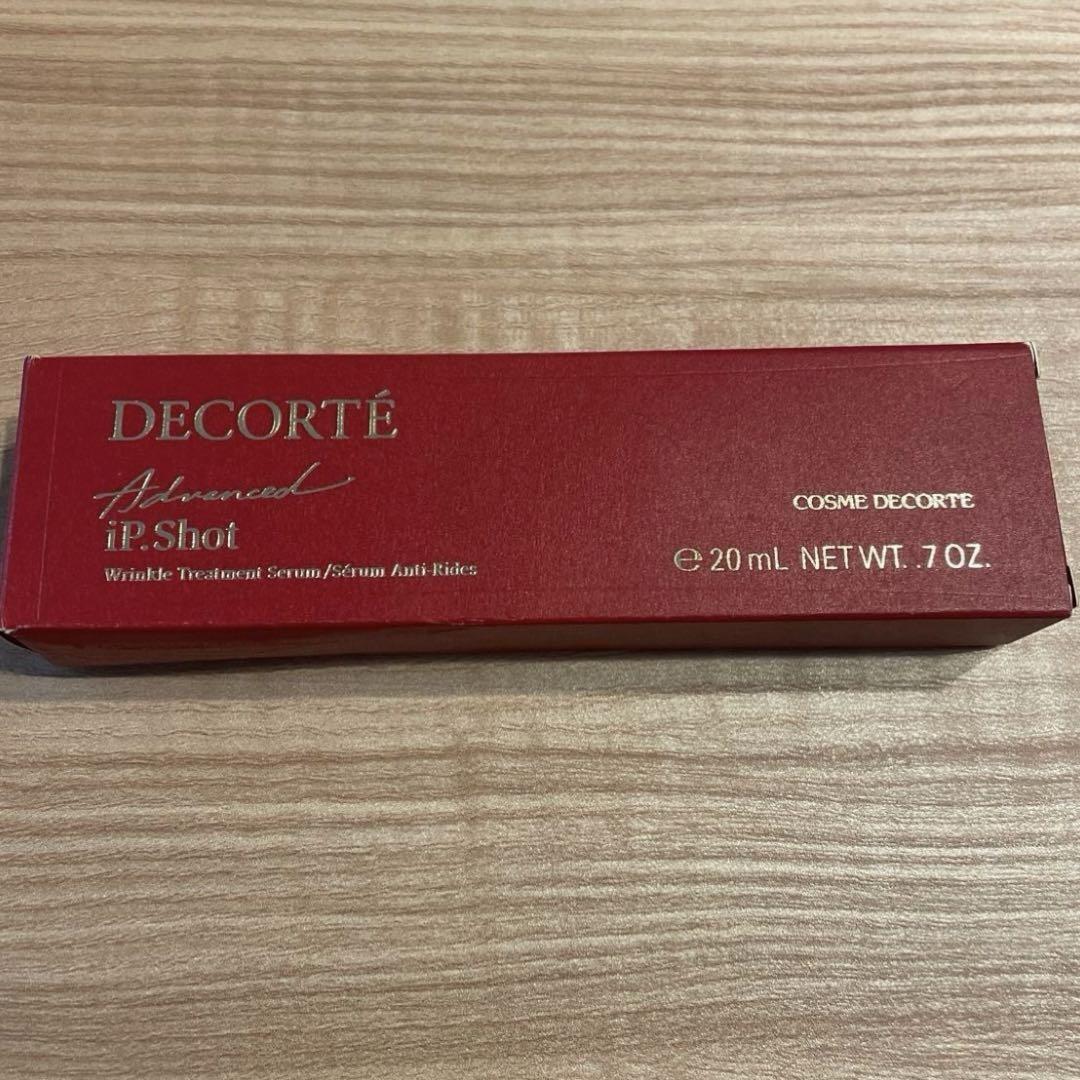 DECORTÉ
Advanced
iP.Shot
Wrinkle Treatment Serum/Sérum Anti-Rides
COSME DECORTE
℮ 20 mL NET WT. .7 OZ.